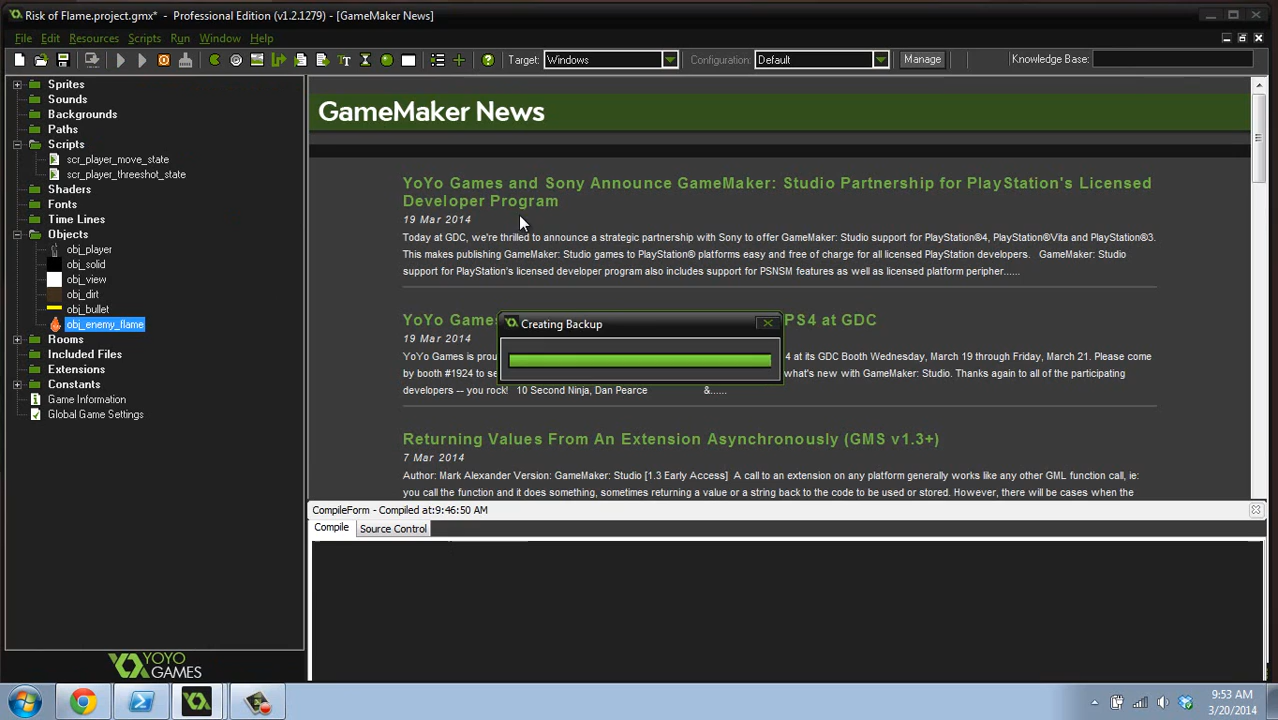 Risk of Flame.project.gmx* - Professional Edition (v1.2.1279) - [GameMaker News]
File Edit Resources Scripts Run Window Help
Target: Windows Configuration: Default Manage Knowledge Base:
Sprites
Sounds
Backgrounds
Paths
Scripts
scr_player_move_state
scr_player_threeshot_state
Shaders
Fonts
Time Lines
Objects
obj_player
obj_solid
obj_view
obj_dirt
obj_bullet
obj_enemy_flame
Rooms
Included Files
Extensions
Constants
Game Information
Global Game Settings
YOYO
GAMES
GameMaker News
YoYo Games and Sony Announce GameMaker: Studio Partnership for PlayStation's Licensed
Developer Program
19 Mar 2014
Today at GDC, we're thrilled to announce a strategic partnership with Sony to offer GameMaker: Studio support for PlayStation®4, PlayStation®Vita and PlayStation®3.
This makes publishing GameMaker: Studio games to PlayStation® platforms easy and free of charge for all licensed PlayStation developers. GameMaker: Studio
support for PlayStation's licensed developer program also includes support for PSNSM features as well as licensed platform peripher......
YoYo Game PS4 at GDC
19 Mar 2014
YoYo Games is prou 4 at its GDC Booth Wednesday, March 19 through Friday, March 21. Please come
by booth #1924 to se what's new with GameMaker: Studio. Thanks again to all of the participating
developers -- you rock! 10 Second Ninja, Dan Pearce &......
Creating Backup
Returning Values From An Extension Asynchronously (GMS v1.3+)
7 Mar 2014
Author: Mark Alexander Version: GameMaker: Studio [1.3 Early Access] A call to an extension on any platform generally works like any other GML function call, ie:
you call the function and it does something, sometimes returning a value or a string back to the code to be used or stored. However, there will be cases when the
CompileForm - Compiled at:9:46:50 AM
Compile Source Control
9:53 AM
3/20/2014